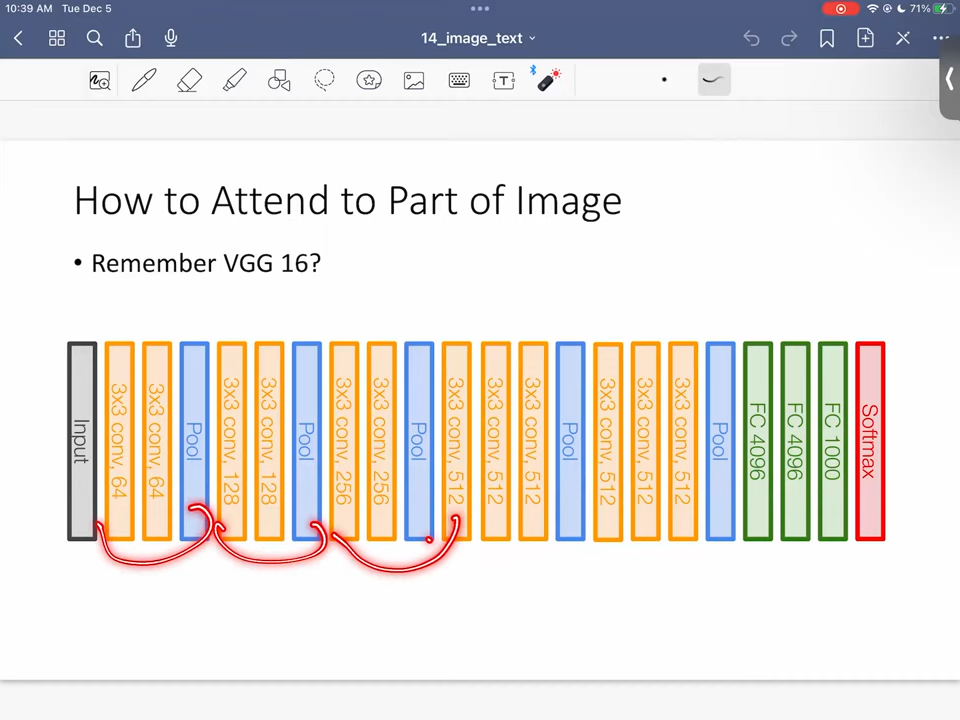 10:39 AM Tue Dec 5
71%
14_image_text
T
How to Attend to Part of Image
• Remember VGG 16?
Input
3x3 conv, 64
3x3 conv, 64
Pool
3x3 conv, 128
3x3 conv, 128
Pool
3x3 conv, 256
3x3 conv, 256
Pool
3x3 conv, 512
3x3 conv, 512
3x3 conv, 512
Pool
3x3 conv, 512
3x3 conv, 512
3x3 conv, 512
Pool
FC 4096
FC 4096
FC 1000
Softmax